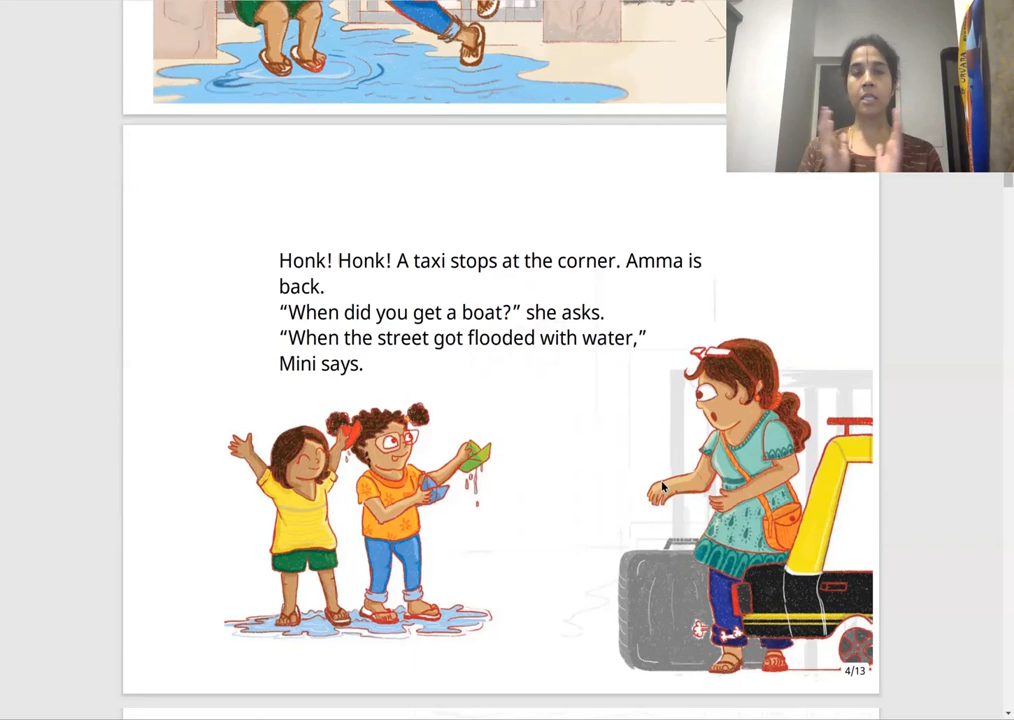 Honk! Honk! A taxi stops at the corner. Amma is
back.
“When did you get a boat?” she asks.
“When the street got flooded with water,”
Mini says.
4/13